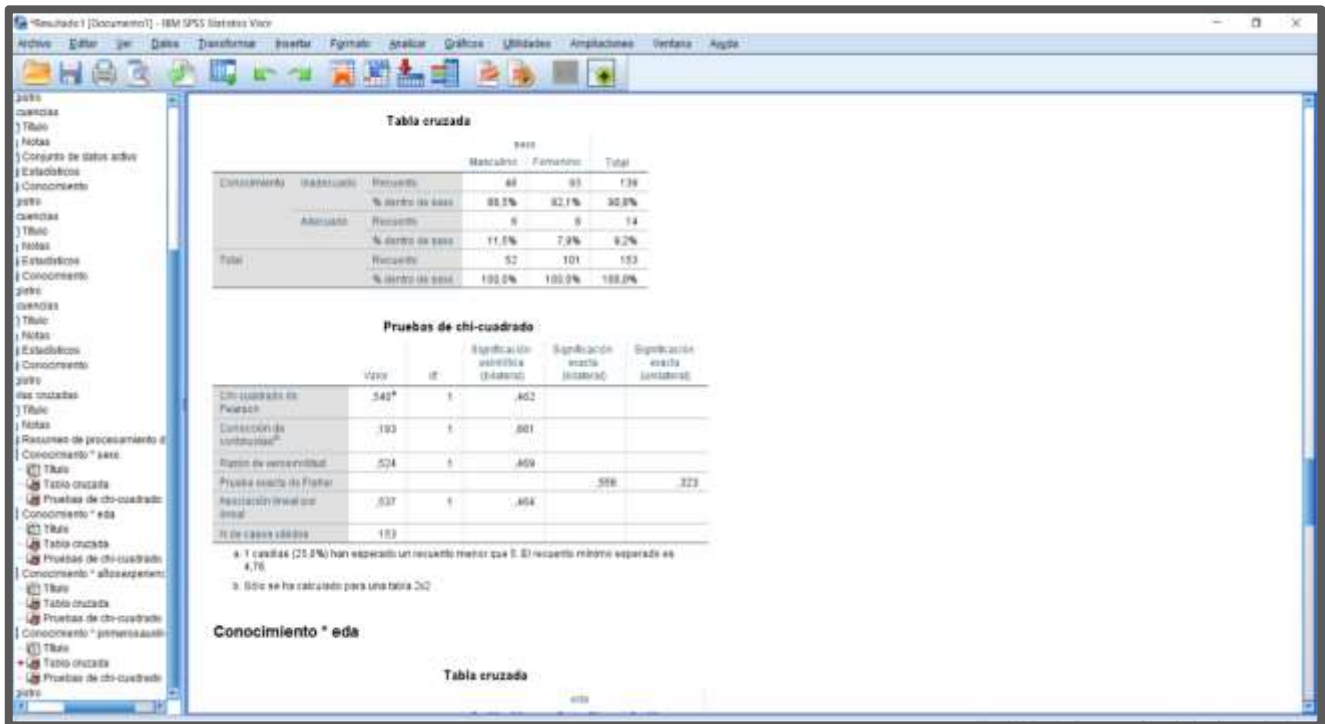 *Resultado1 [Documento1] - IBM SPSS Statistics Visor
Archivo Editar Ver Datos Transformar Insertar Formato Analizar Gráficos Utilidades Ampliaciones Ventana Ayuda
cuencias
Título
Notas
Conjunto de datos activo
Estadísticos
Conocimiento
cuencias
Título
Notas
Estadísticos
Conocimiento
cuencias
Título
Notas
Estadísticos
Conocimiento
las cruzadas
Título
Notas
Resumen de procesamiento d
Conocimiento * sexo
Título
Tabla cruzada
Pruebas de chi-cuadrado
Conocimiento * eda
Título
Tabla cruzada
Pruebas de chi-cuadrado
Conocimiento *
Título
Tabla cruzada
Pruebas de chi-cuadrado
Conocimiento *
Título
Tabla cruzada
Pruebas de chi-cuadrado
Tabla cruzada
sexo
Masculino Femenino Total
Conocimiento Inadecuado Recuento 93 139
% dentro de sexo 88,5% 92,1% 90,8%
Adecuado Recuento 14
% dentro de sexo 11,5% 7,9% 9,2%
Total Recuento 52 101 153
% dentro de sexo 100,0% 100,0% 100,0%
Pruebas de chi-cuadrado
Valor df Significación asintótica (bilateral) Significación exacta (bilateral) Significación exacta (unilateral)
Chi-cuadrado de Pearson ,540a 1 ,462
Corrección de continuidadb 1
Razón de verosimilitud ,524 1 ,469
Prueba exacta de Fisher ,323
Asociación lineal por lineal ,537 1 ,464
N de casos válidos 153
a. 1 casillas (25,0%) han esperado un recuento menor que 5. El recuento mínimo esperado es
4,76.
b. Sólo se ha calculado para una tabla 2x2
Conocimiento * eda
Tabla cruzada
eda